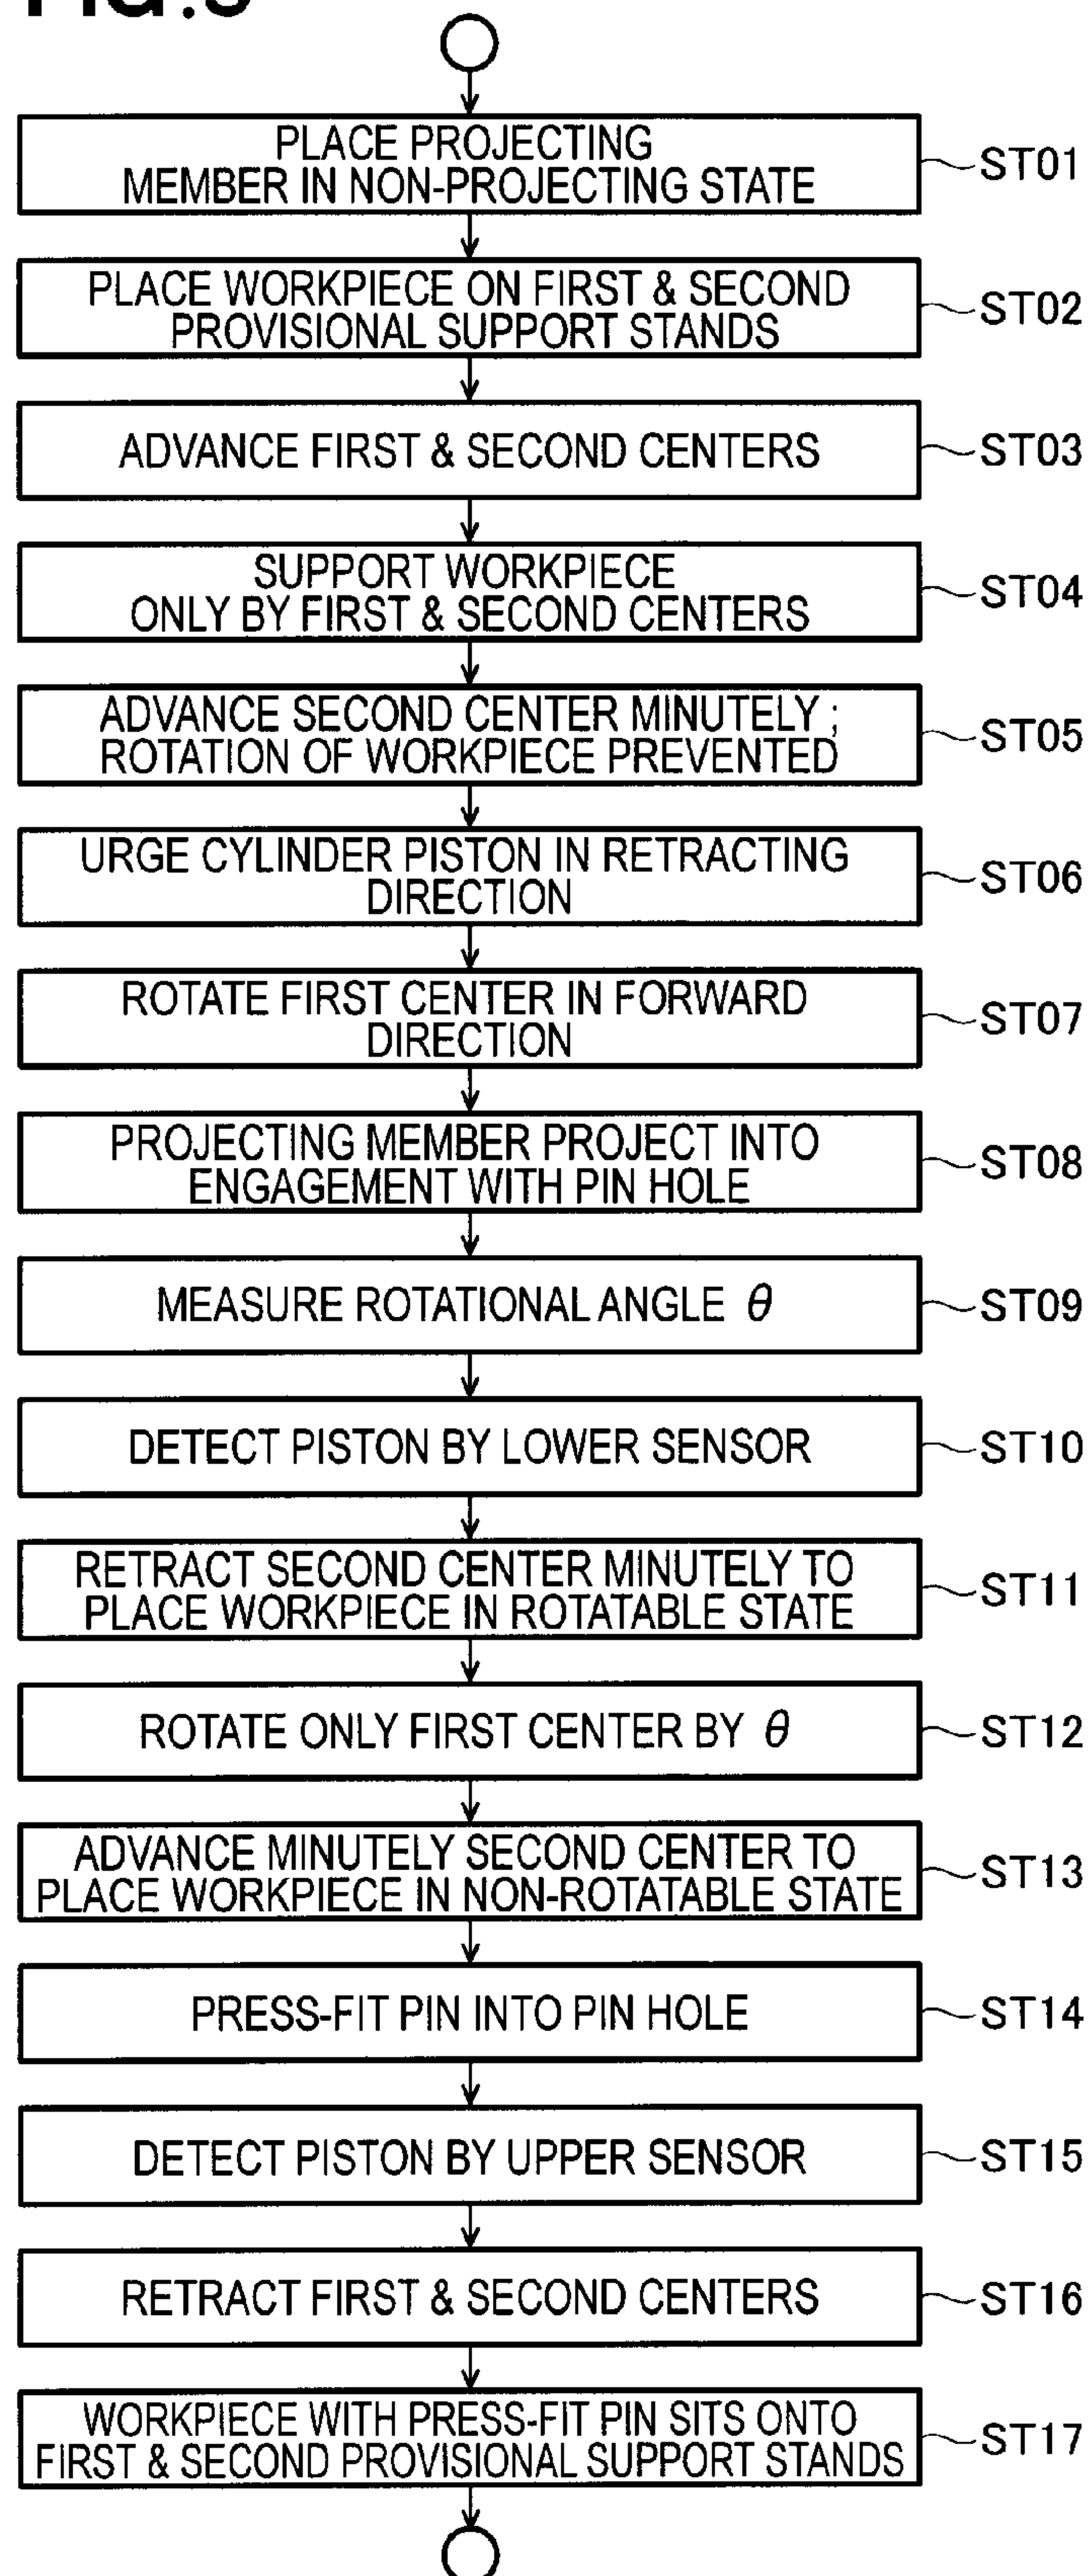 PLACE PROJECTING
MEMBER IN NON-PROJECTING STATE
ST01
PLACE WORKPIECE ON FIRST & SECOND
PROVISIONAL SUPPORT STANDS
ST02
ADVANCE FIRST & SECOND CENTERS
ST03
SUPPORT WORKPIECE
ONLY BY FIRST & SECOND CENTERS
ST04
ADVANCE SECOND CENTER MINUTELY ;
ROTATION OF WORKPIECE PREVENTED
ST05
URGE CYLINDER PISTON IN RETRACTING
DIRECTION
ST06
ROTATE FIRST CENTER IN FORWARD
DIRECTION
ST07
PROJECTING MEMBER PROJECT INTO
ENGAGEMENT WITH PIN HOLE
ST08
MEASURE ROTATIONAL ANGLE θ
ST09
DETECT PISTON BY LOWER SENSOR
ST10
RETRACT SECOND CENTER MINUTELY TO
PLACE WORKPIECE IN ROTATABLE STATE
ST11
ROTATE ONLY FIRST CENTER BY θ
ST12
ADVANCE MINUTELY SECOND CENTER TO
PLACE WORKPIECE IN NON-ROTATABLE STATE
ST13
PRESS-FIT PIN INTO PIN HOLE
ST14
DETECT PISTON BY UPPER SENSOR
ST15
RETRACT FIRST & SECOND CENTERS
ST16
WORKPIECE WITH PRESS-FIT PIN SITS ONTO
FIRST & SECOND PROVISIONAL SUPPORT STANDS
ST17